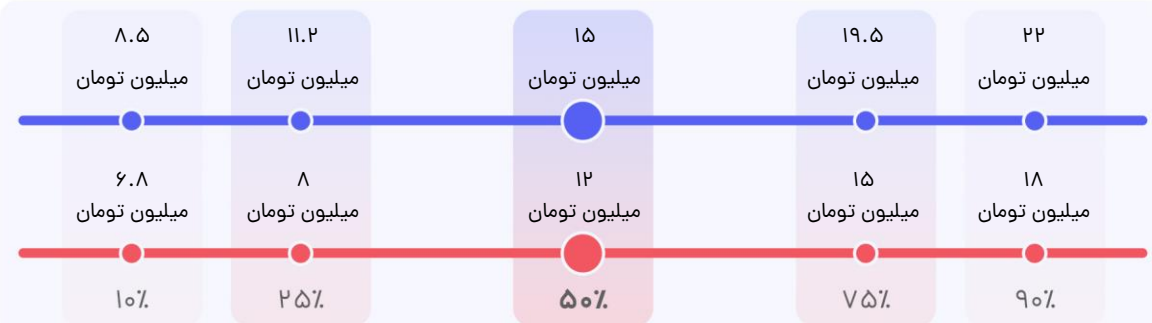 ۸.۵ ۱۱.۲ ۱۵ ۱۹.۵ ۲۲
میلیون تومان میلیون تومان میلیون تومان میلیون تومان میلیون تومان
۶.۸ ۸ ۱۲ ۱۵ ۱۸
میلیون تومان میلیون تومان میلیون تومان میلیون تومان میلیون تومان
۱۰٪ ۲۵٪ ۵۰٪ ۷۵٪ ۹۰٪